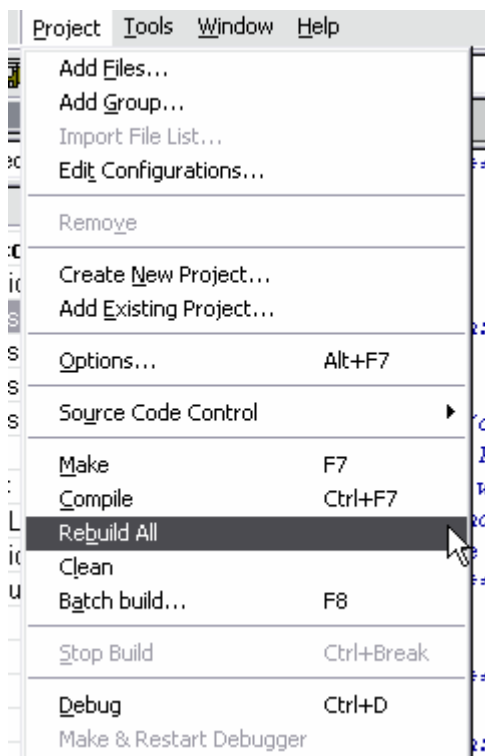 Project Tools Window Help
Add Files...
Add Group...
Import File List...
Edit Configurations...
Remove
Create New Project...
Add Existing Project...
Options... Alt+F7
Source Code Control
Make F7
Compile Ctrl+F7
Rebuild All
Clean
Batch build... F8
Stop Build Ctrl+Break
Debug Ctrl+D
Make & Restart Debugger